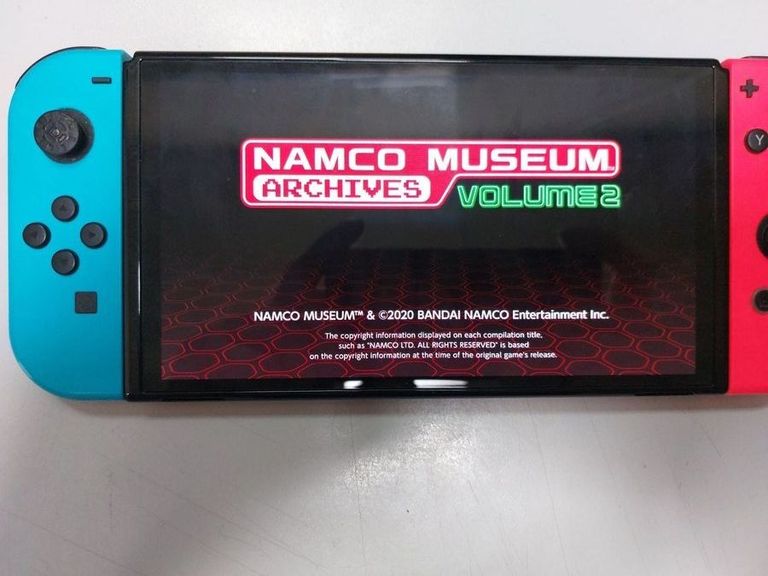 NAMCO MUSEUM™
ARCHIVES VOLUME 2
NAMCO MUSEUM™ & ©2020 BANDAI NAMCO Entertainment Inc.
The copyright information displayed on each compilation title,
such as "NAMCO LTD. ALL RIGHTS RESERVED" is based
on the copyright information at the time of the original game's release.
Y